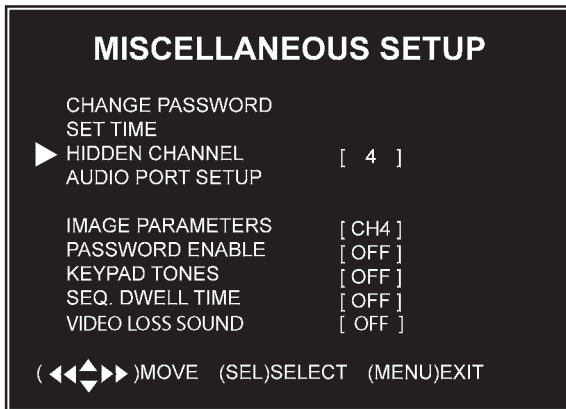 MISCELLANEOUS SETUP
CHANGE PASSWORD
SET TIME
HIDDEN CHANNEL [ 4 ]
AUDIO PORT SETUP
IMAGE PARAMETERS [ CH4 ]
PASSWORD ENABLE [ OFF ]
KEYPAD TONES [ OFF ]
SEQ. DWELL TIME [ OFF ]
VIDEO LOSS SOUND [ OFF ]
( )MOVE (SEL)SELECT (MENU)EXIT